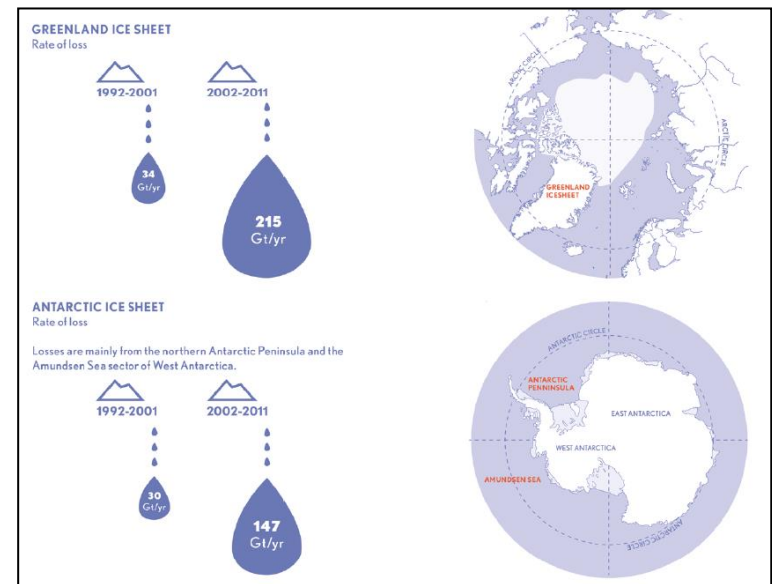 GREENLAND ICE SHEET
Rate of loss
1992-2001
2002-2011
34
Gt/yr
215
Gt/yr
ARCTIC CIRCLE
ARCTIC CIRCLE
GREENLAND
ICESHEET
ANTARCTIC ICE SHEET
Rate of loss
Losses are mainly from the northern Antarctic Peninsula and the
Amundsen Sea sector of West Antarctica.
1992-2001
2002-2011
30
Gt/yr
147
Gt/yr
ANTARCTIC CIRCLE
ANTARCTIC
PENNINSULA
EAST ANTARCTICA
WEST ANTARCTICA
AMUNDSEN SEA
ANTARCTIC CIRCLE